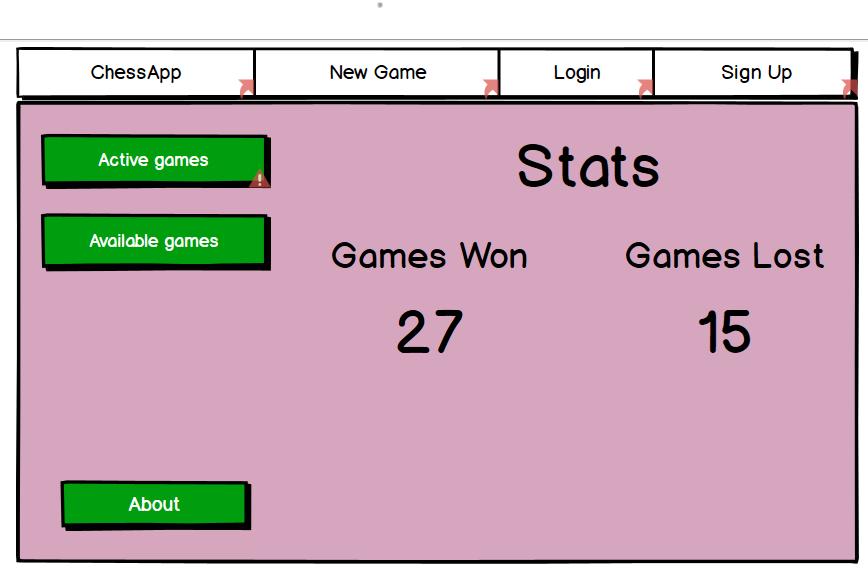 ChessApp
New Game
Login
Sign Up
Active games
Available games
Stats
Games Won
Games Lost
27
15
About